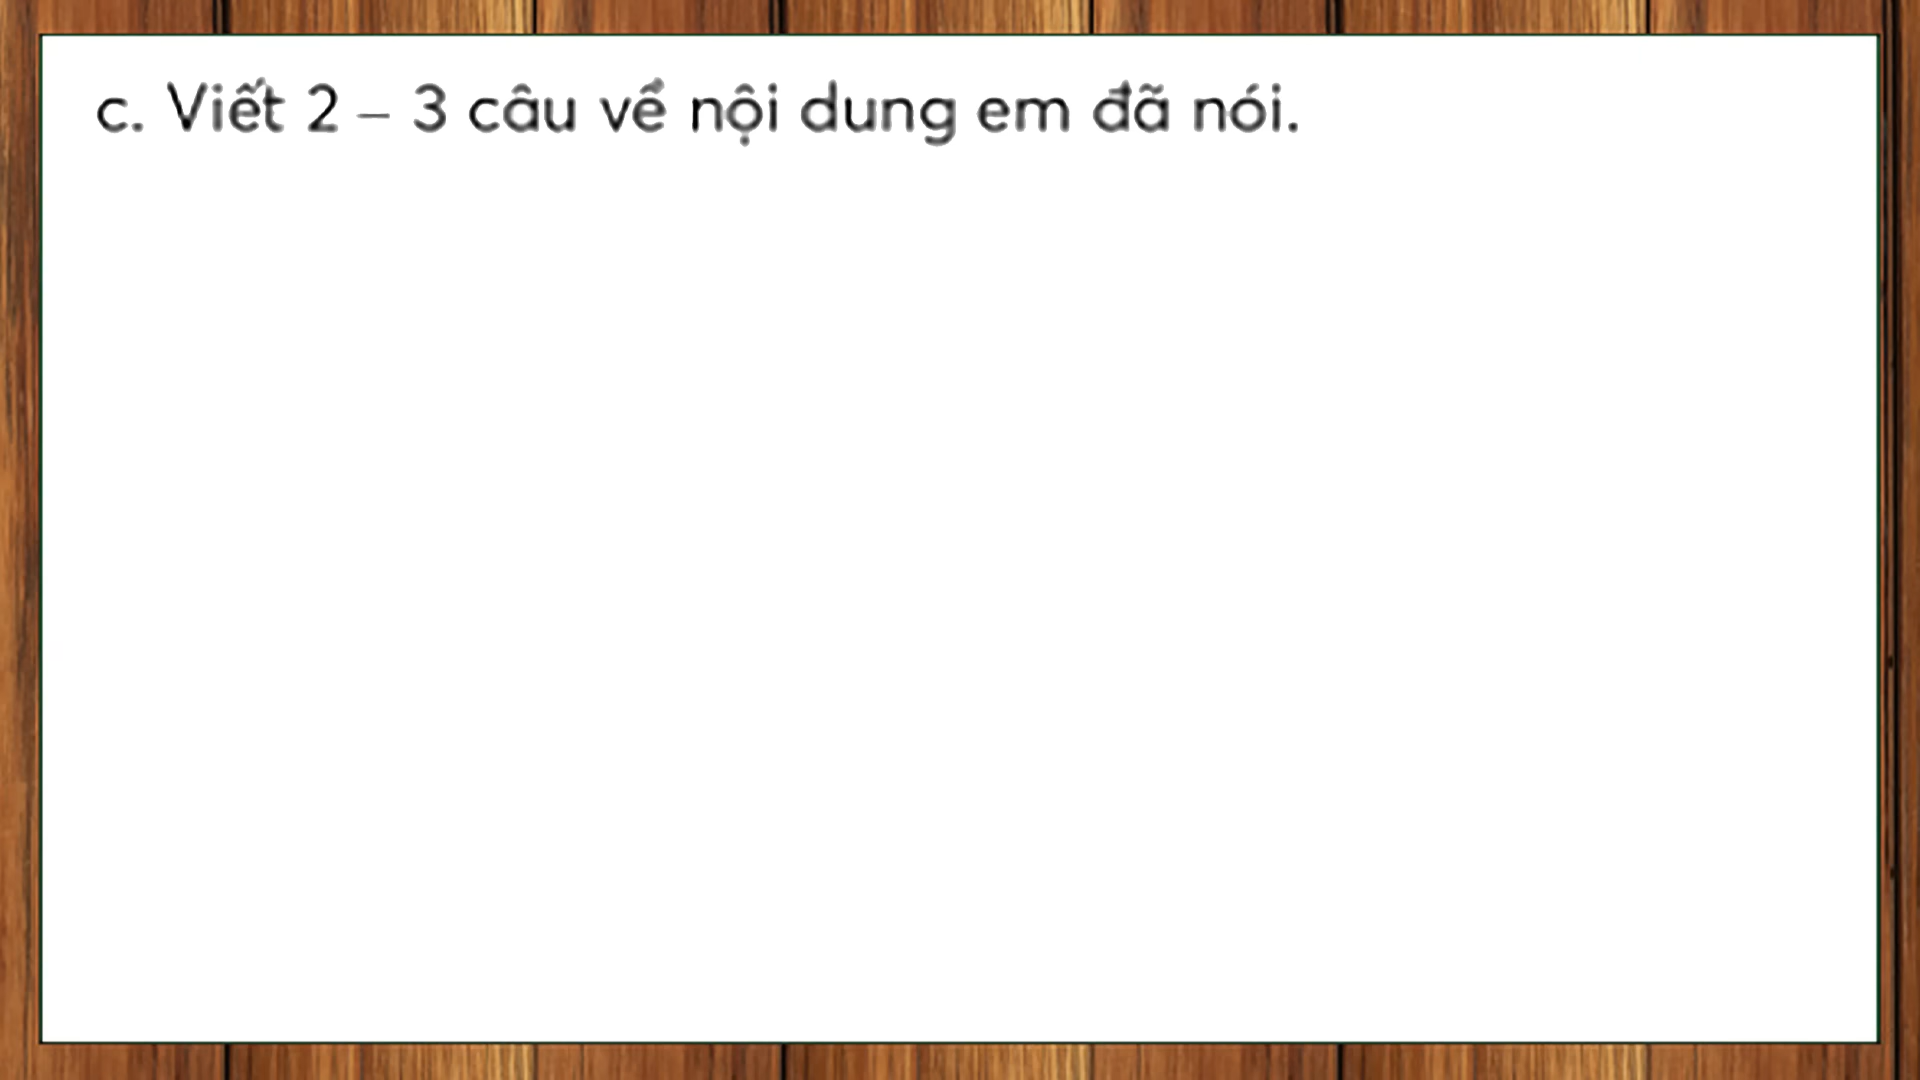 c. Viết 2 – 3 câu về nội dung em đã nói.